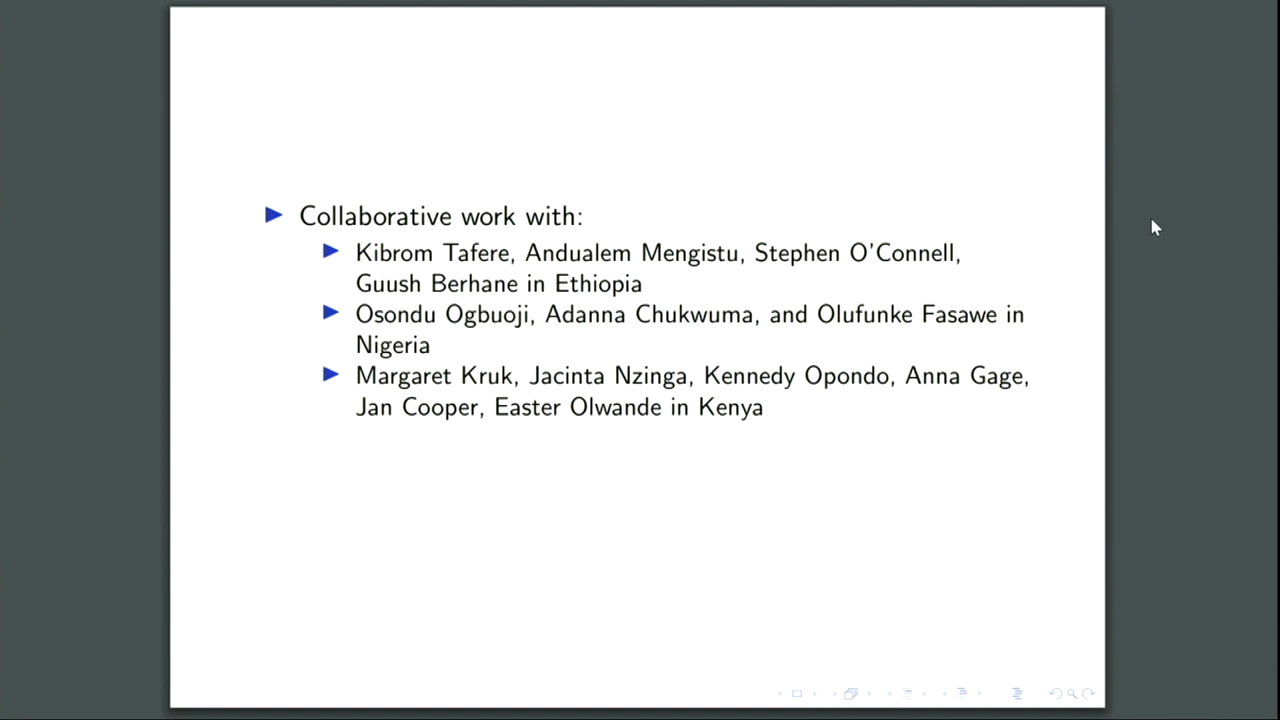 Collaborative work with:
Kibrom Tafere, Andualem Mengistu, Stephen O'Connell,
Guush Berhane in Ethiopia
Osondu Ogbuoji, Adanna Chukwuma, and Olufunke Fasawe in
Nigeria
Margaret Kruk, Jacinta Nzinga, Kennedy Opondo, Anna Gage,
Jan Cooper, Easter Olwande in Kenya